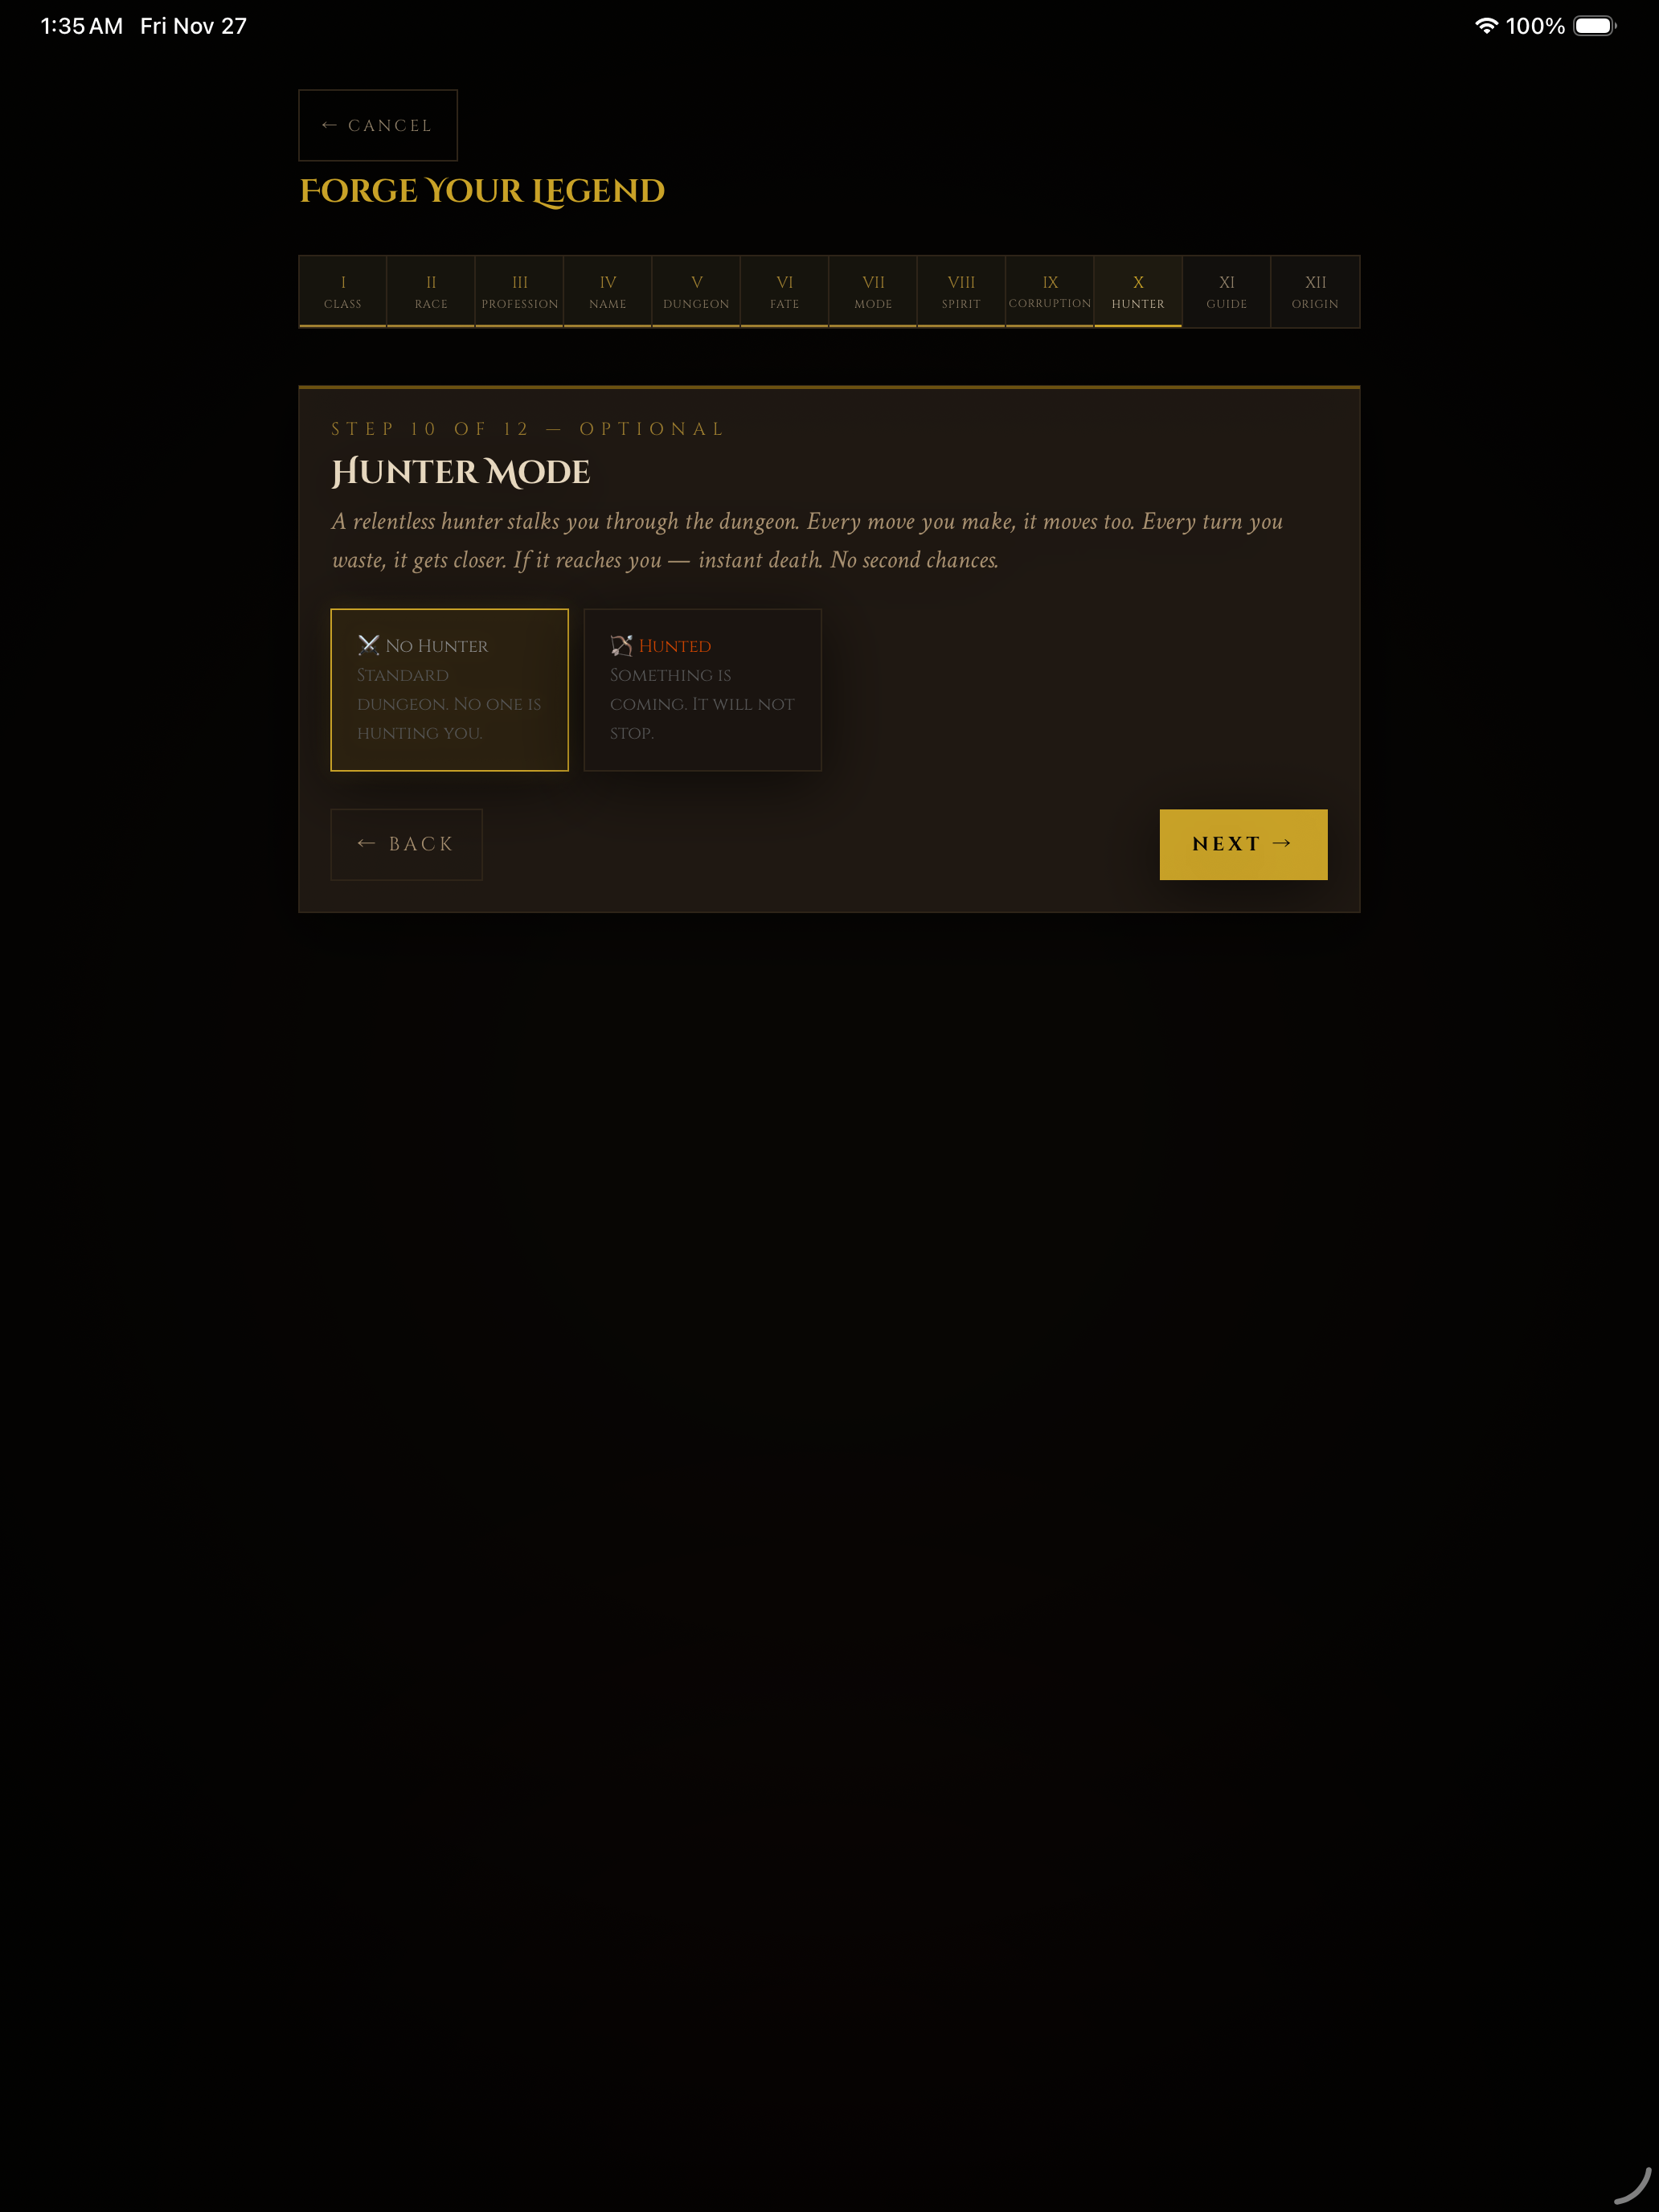 1:35 AM Fri Nov 27
100%
← CANCEL
Forge Your Legend
I
CLASS
II
RACE
III
PROFESSION
IV
NAME
V
DUNGEON
VI
FATE
VII
MODE
VIII
SPIRIT
IX
CORRUPTION
X
HUNTER
XI
GUIDE
XII
ORIGIN
STEP 10 OF 12 — OPTIONAL
Hunter Mode
A relentless hunter stalks you through the dungeon. Every move you make, it moves too. Every turn you
waste, it gets closer. If it reaches you — instant death. No second chances.
⚔️ No Hunter
Standard
dungeon. No one is
hunting you.
🏹 Hunted
Something is
coming. It will not
stop.
← BACK
NEXT →